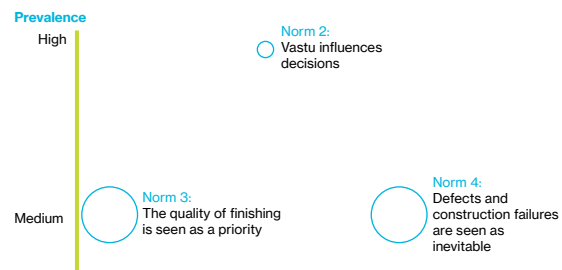 Prevalence
High
Norm 2:
Vastu influences
decisions
Medium
Norm 3:
The quality of finishing
is seen as a priority
Norm 4:
Defects and
construction failures
are seen as
inevitable